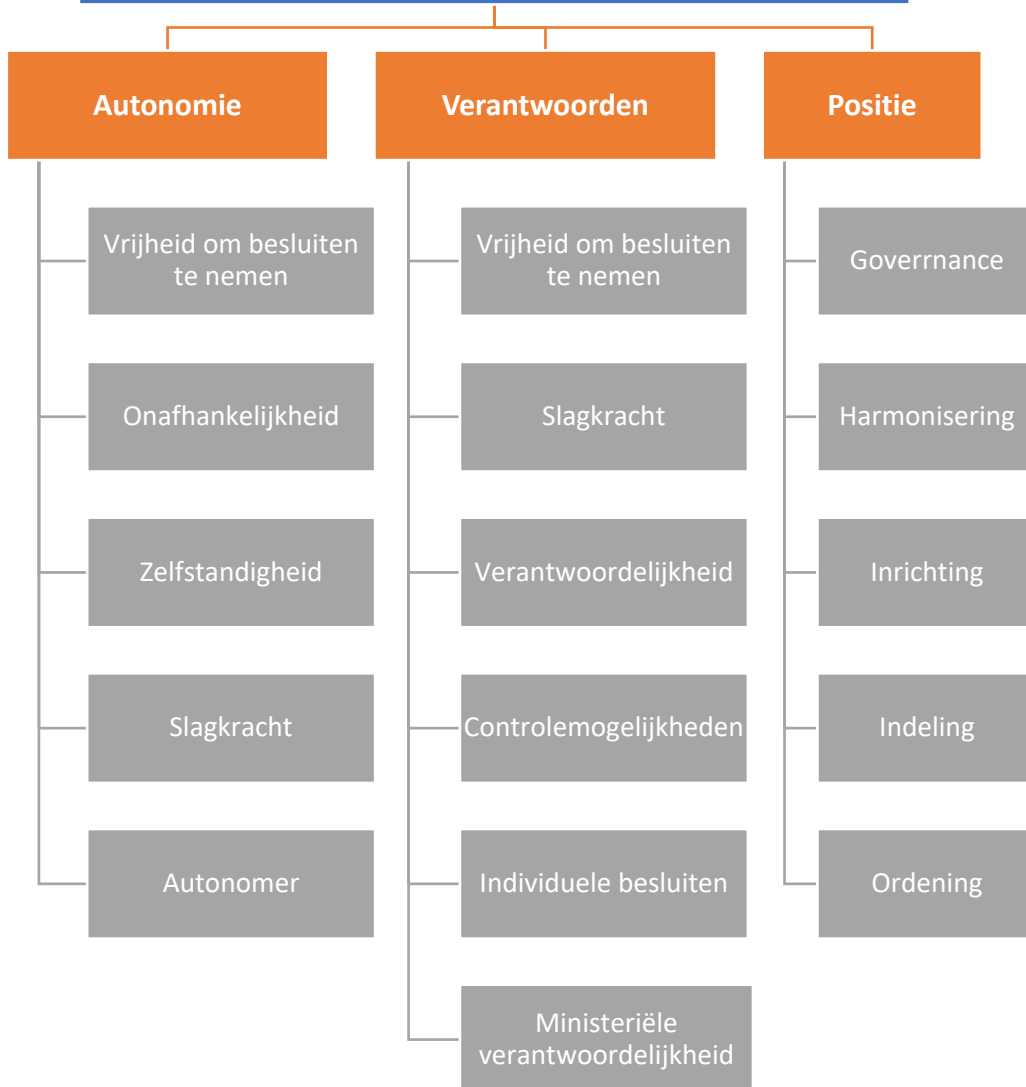 Autonomie
Vrijheid om besluiten
te nemen
Onafhankelijkheid
Zelfstandigheid
Slagkracht
Autonomer
Verantwoorden
Vrijheid om besluiten
te nemen
Slagkracht
Verantwoordelijkheid
Controlemogelijkheden
Individuele besluiten
Ministeriële
verantwoordelijkheid
Positie
Goverrnance
Harmonisering
Inrichting
Indeling
Ordening